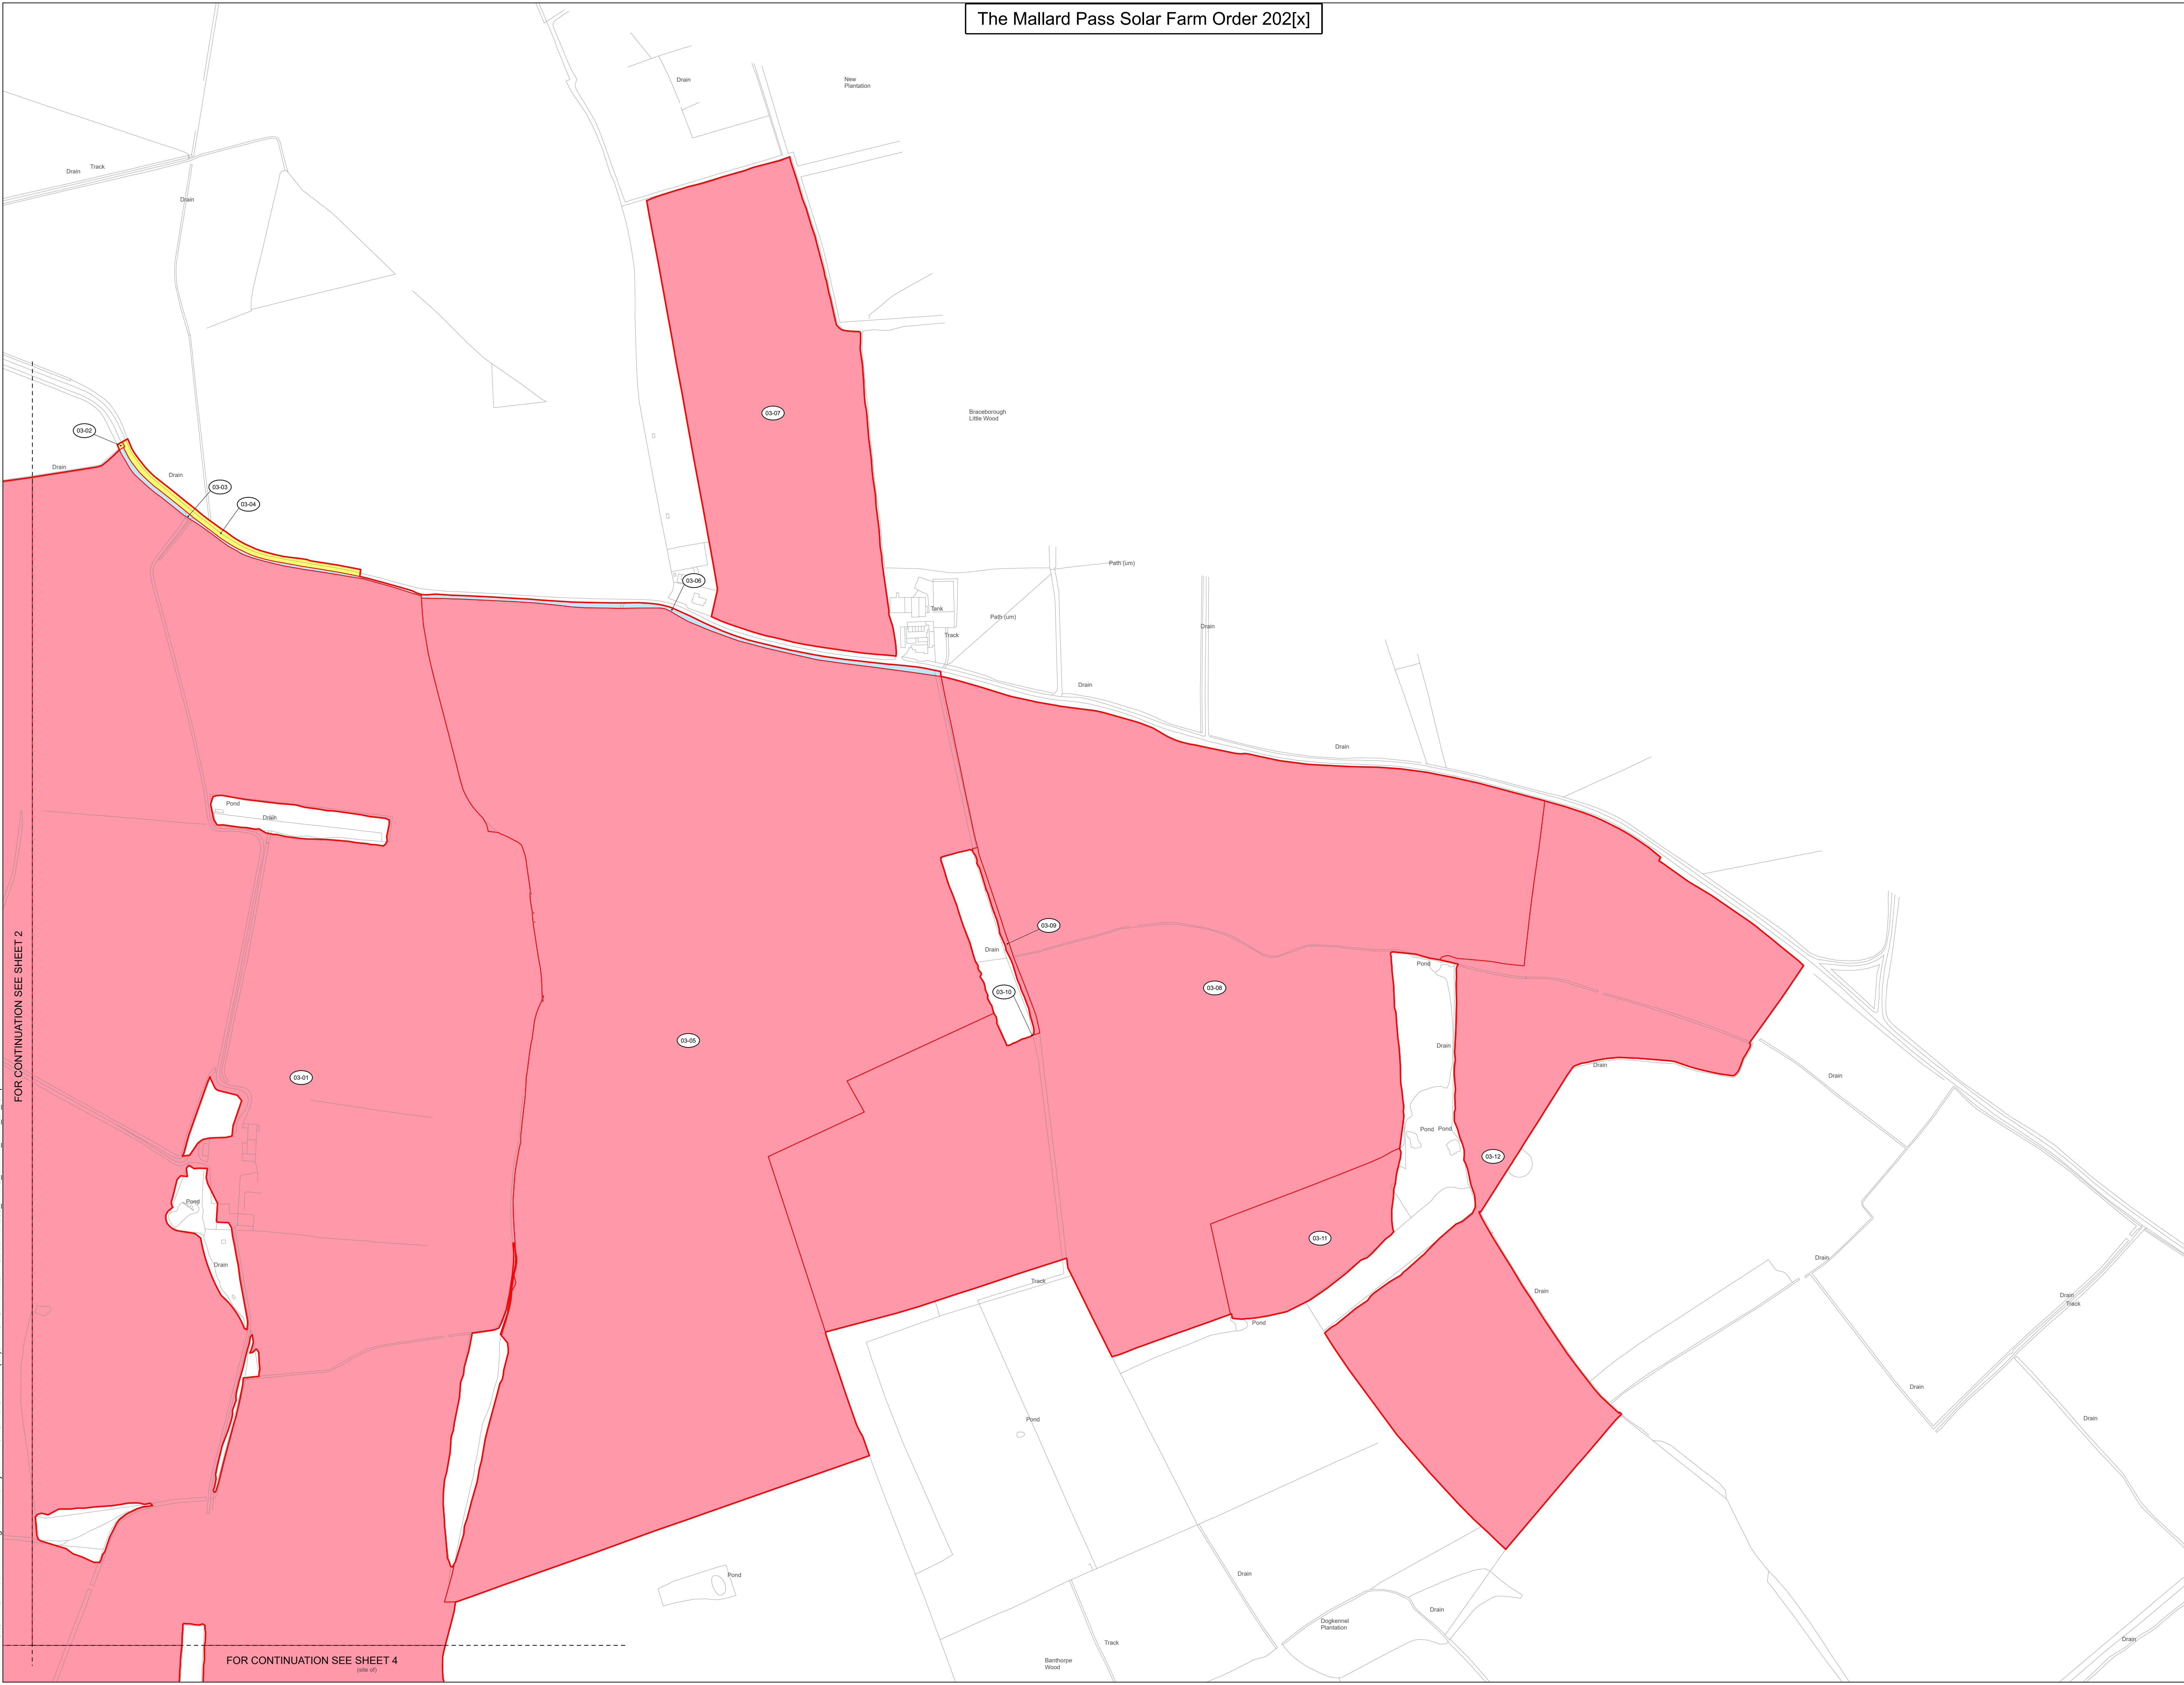 The Mallard Pass Solar Farm Order 202[x]
Drain
New
Plantation
Drain
Track
Drain
03-07
Braceborough
Little Wood
03-02
Drain
Drain
03-03
03-04
Path (um)
03-06
Tank
Path (um)
Track
Drain
Drain
Drain
Pond
Drain
03-09
Drain
Pond
03-10
03-08
FOR CONTINUATION SEE SHEET 2
03-05
Drain
Drain
03-01
Drain
Pond
Pond
03-12
Pond
03-11
Drain
Drain
Track
Drain
Drain
Track
Pond
Drain
Pond
Drain
Pond
Drain
Drain
Dogkennel
Plantation
Drain
Track
FOR CONTINUATION SEE SHEET 4
(site of)
Banthorpe
Wood